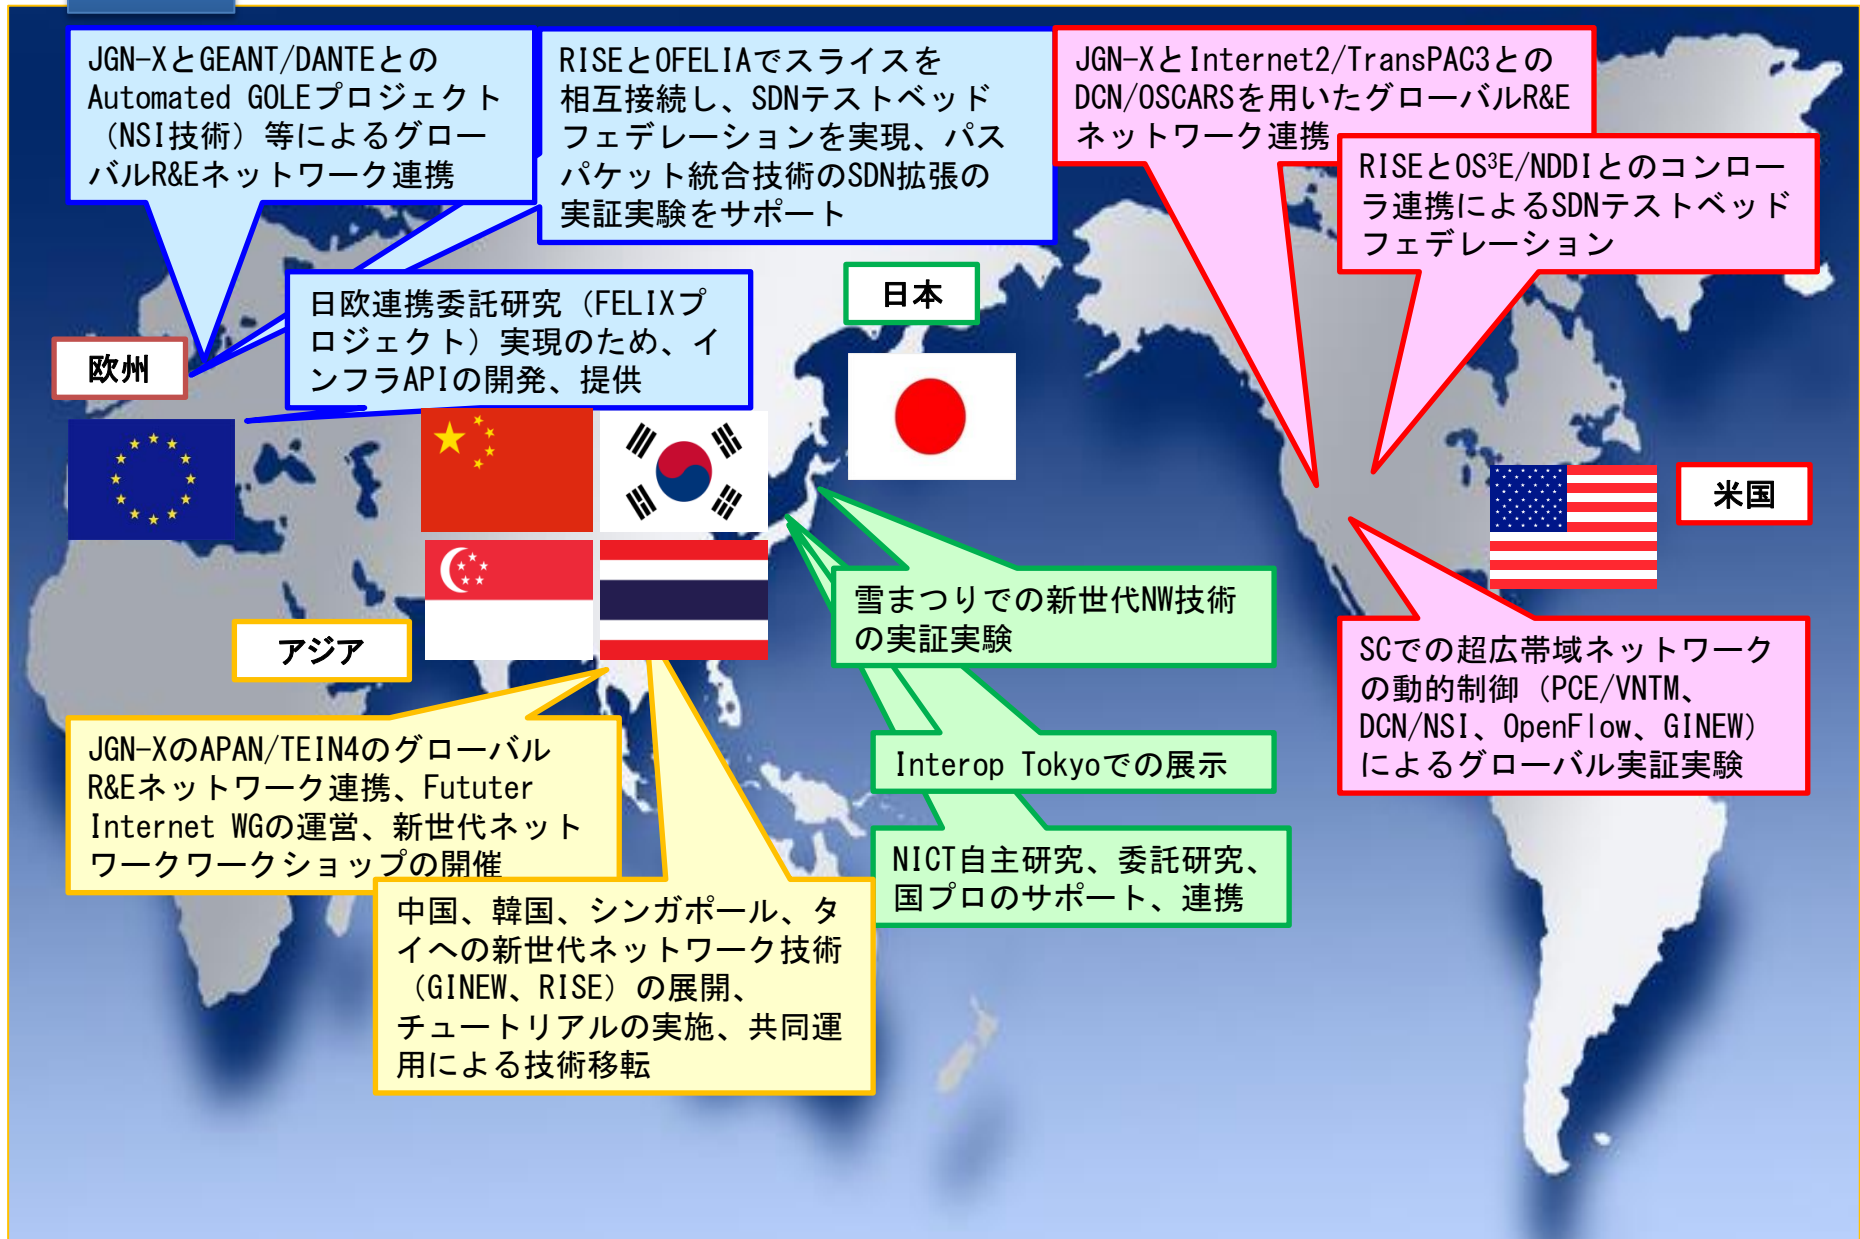 JGN-XとGEANT/DANTEとの
Automated GOLEプロジェクト
（NSI技術）等によるグロー
バルR&Eネットワーク連携
RISEとOFELIAでスライスを
相互接続し、SDNテストベッド
フェデレーションを実現、パス
パケット統合技術のSDN拡張の
実証実験をサポート
JGN-XとInternet2/TransPAC3との
DCN/OSCARSを用いたグローバルR&E
ネットワーク連携
RISEとOS³E/NDDIとのコンロー
ラ連携によるSDNテストベッド
フェデレーション
日欧連携委託研究（FELIXプ
ロジェクト）実現のため、イ
ンフラAPIの開発、提供
日本
欧州
米国
雪まつりでの新世代NW技術
の実証実験
アジア
SCでの超広帯域ネットワーク
の動的制御（PCE/VNTM、
DCN/NSI、OpenFlow、GINEW）
によるグローバル実証実験
JGN-XのAPAN/TEIN4のグローバル
R&Eネットワーク連携、Fututer
Internet WGの運営、新世代ネット
ワークワークショップの開催
Interop Tokyoでの展示
NICT自主研究、委託研究、
国プロのサポート、連携
中国、韓国、シンガポール、タ
イへの新世代ネットワーク技術
（GINEW、RISE）の展開、
チュートリアルの実施、共同運
用による技術移転